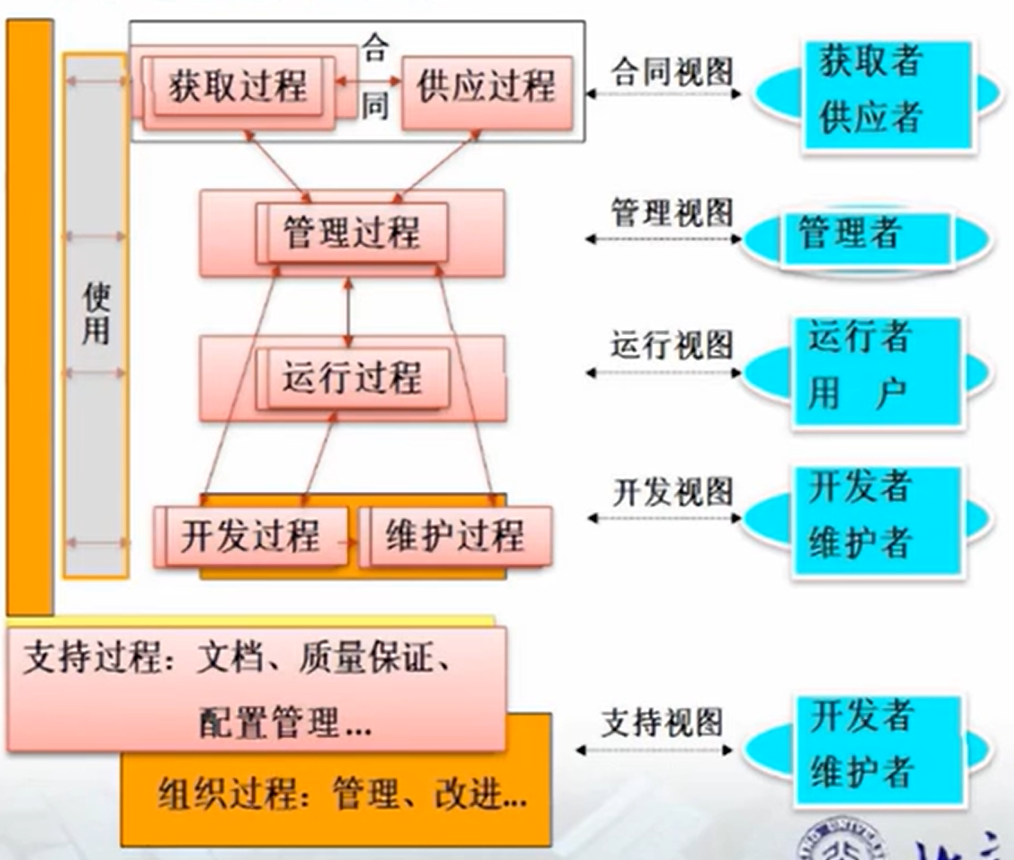 合
同
获取过程
供应过程
合同视图
获取者
供应者
管理过程
管理视图
管理者
使
用
运行过程
运行视图
运行者
用 户
开发过程
维护过程
开发视图
开发者
维护者
支持过程：文档、质量保证、
配置管理...
组织过程：管理、改进...
支持视图
开发者
维护者